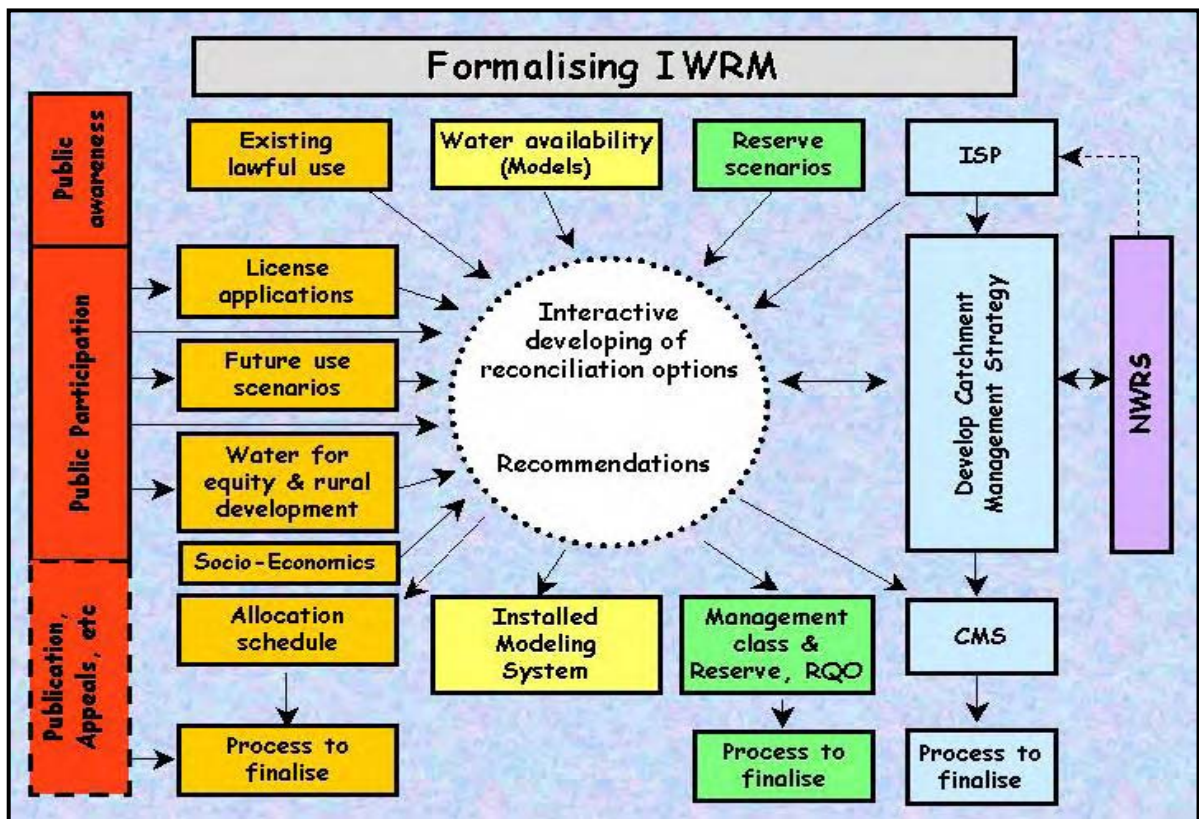 Formalising IWRM
Public
awareness
Public Participation
Publication,
Appeals, etc
Existing
lawful use
Water availability
(Models)
Reserve
scenarios
ISP
License
applications
Future use
scenarios
Water for
equity & rural
development
Socio-Economics
Interactive
developing of
reconciliation options
Recommendations
Develop Catchment
Management Strategy
NWRS
Allocation
schedule
Installed
Modeling
System
Management
class &
Reserve, RQO
CMS
Process to
finalise
Process to
finalise
Process to
finalise